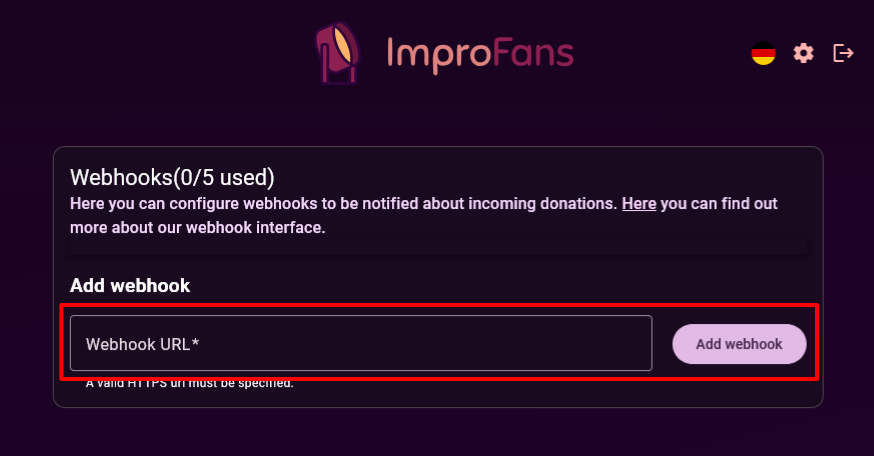 ImproFans
Webhooks(0/5 used)
Here you can configure webhooks to be notified about incoming donations. Here you can find out
more about our webhook interface.
Add webhook
Webhook URL*
Add webhook
A valid HTTPS url must be specified.